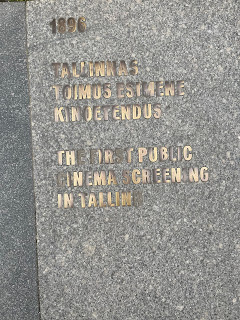 1896
TALLINNAS
TOIMUS ESIMENE
KINOETENDUS
THE FIRST PUBLIC
CINEMA SCREENING
IN TALLINN